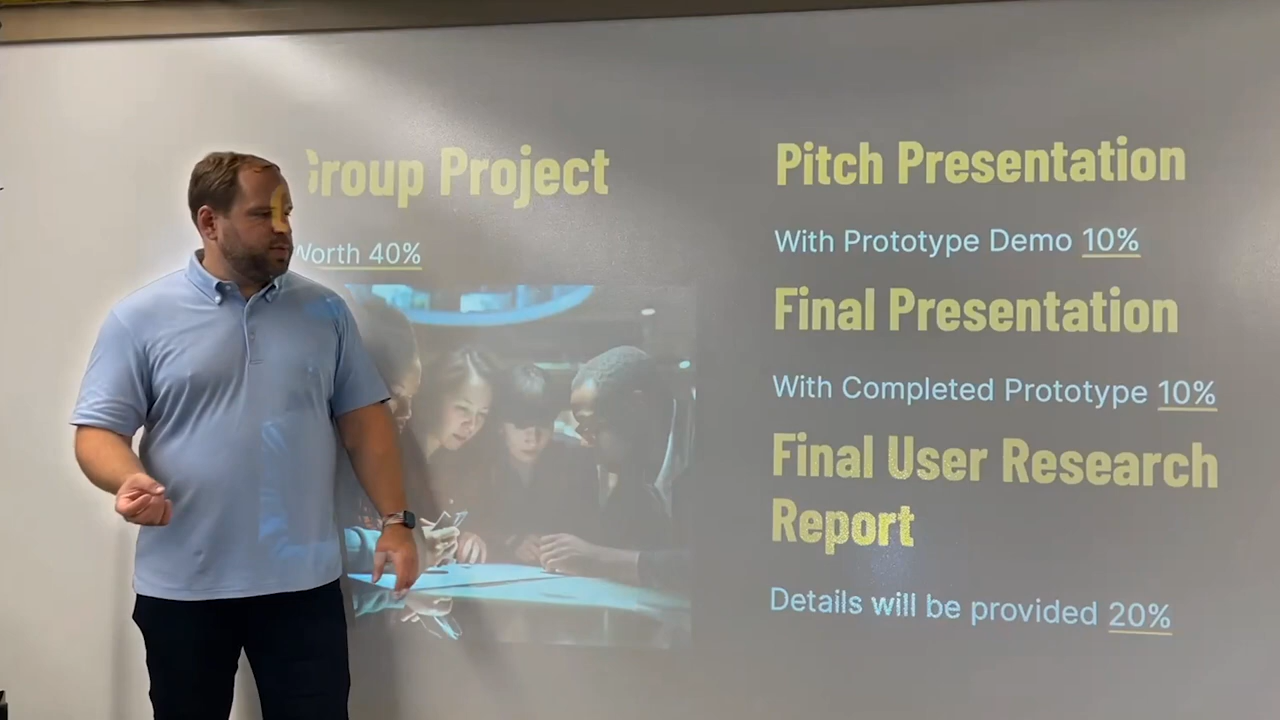 Group Project
Worth 40%
Pitch Presentation
With Prototype Demo 10%
Final Presentation
With Completed Prototype 10%
Final User Research
Report
Details will be provided 20%